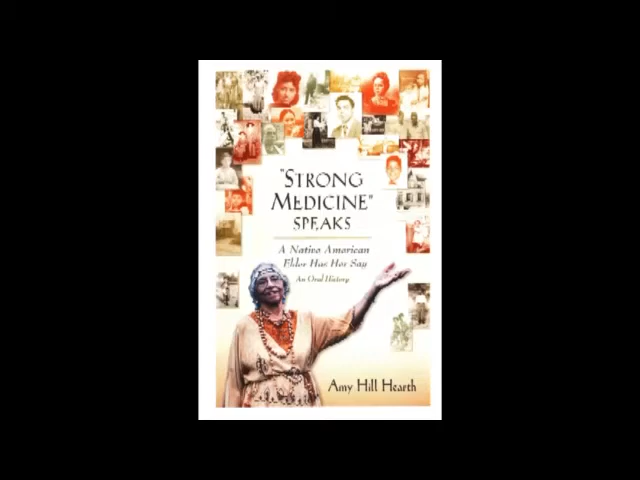 "STRONG
MEDICINE"
SPEAKS
A Native American
Elder Has Her Say
An Oral History
Amy Hill Hearth